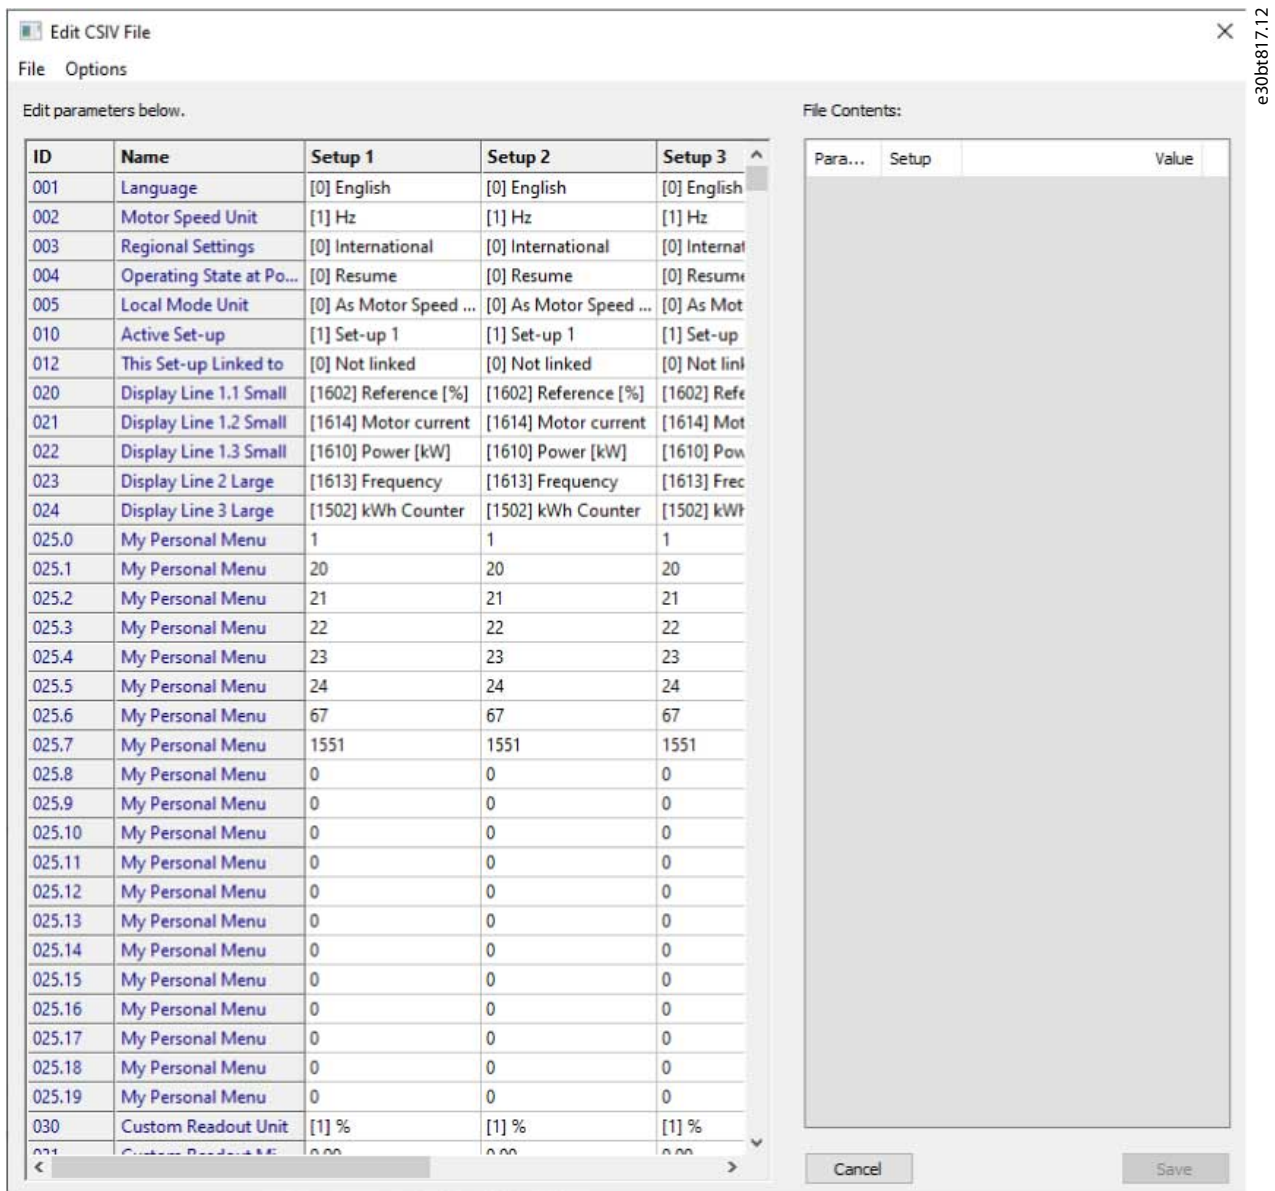 Edit CSIV File
e30bt817.12
File Options
Edit parameters below.
File Contents:
ID Name Setup 1 Setup 2 Setup 3
Para... Setup Value
001 Language [0] English [0] English [0] English
002 Motor Speed Unit [1] Hz [1] Hz [1] Hz
003 Regional Settings [0] International [0] International [0] Internat
004 Operating State at Po... [0] Resume [0] Resume [0] Resume
005 Local Mode Unit [0] As Motor Speed ... [0] As Motor Speed ... [0] As Mot
010 Active Set-up [1] Set-up 1 [1] Set-up 1 [1] Set-up
012 This Set-up Linked to [0] Not linked [0] Not linked [0] Not link
020 Display Line 1.1 Small [1602] Reference [%] [1602] Reference [%] [1602] Refe
021 Display Line 1.2 Small [1614] Motor current [1614] Motor current [1614] Mot
022 Display Line 1.3 Small [1610] Power [kW] [1610] Power [kW] [1610] Pow
023 Display Line 2 Large [1613] Frequency [1613] Frequency [1613] Frec
024 Display Line 3 Large [1502] kWh Counter [1502] kWh Counter [1502] kWh
025.0 My Personal Menu 1 1 1
025.1 My Personal Menu 20 20 20
025.2 My Personal Menu 21 21 21
025.3 My Personal Menu 22 22 22
025.4 My Personal Menu 23 23 23
025.5 My Personal Menu 24 24 24
025.6 My Personal Menu 67 67 67
025.7 My Personal Menu 1551 1551 1551
025.8 My Personal Menu 0 0 0
025.9 My Personal Menu 0 0 0
025.10 My Personal Menu 0 0 0
025.11 My Personal Menu 0 0 0
025.12 My Personal Menu 0 0 0
025.13 My Personal Menu 0 0 0
025.14 My Personal Menu 0 0 0
025.15 My Personal Menu 0 0 0
025.16 My Personal Menu 0 0 0
025.17 My Personal Menu 0 0 0
025.18 My Personal Menu 0 0 0
025.19 My Personal Menu 0 0 0
030 Custom Readout Unit [1] % [1] % [1] %
Cancel Save